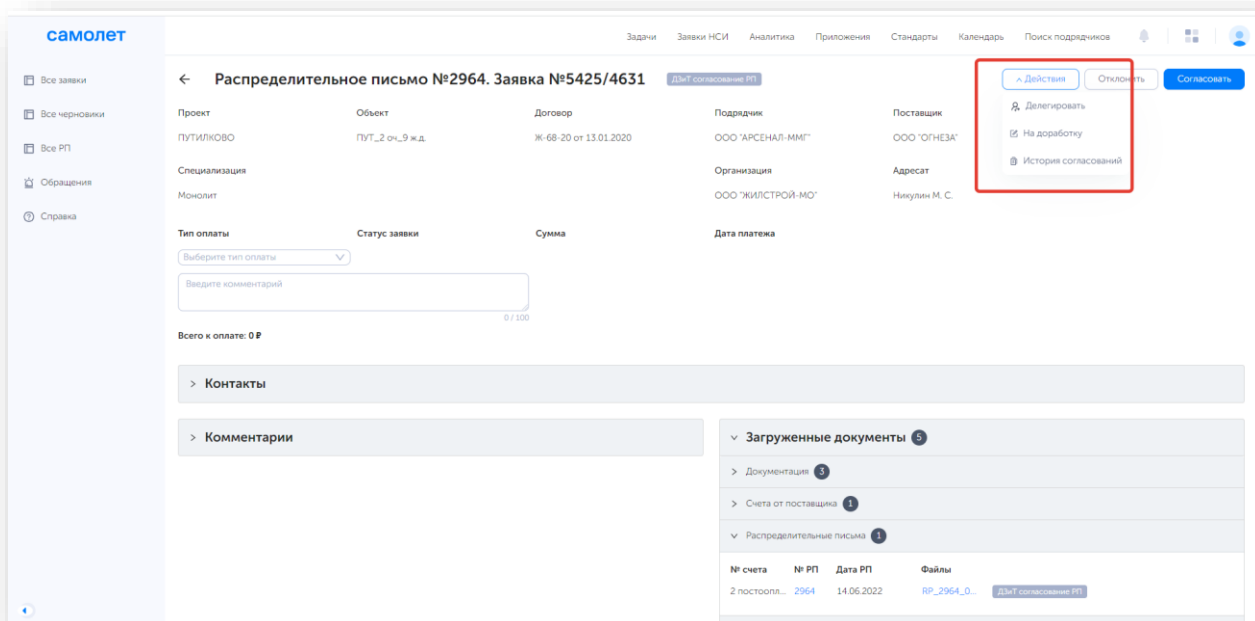 самолет
Задачи Заявки НСИ Аналитика Приложения Стандарты Календарь Поиск подрядчиков
Все заявки
Все черновики
Все РП
Обращения
Справка
Распределительное письмо №2964. Заявка №5425/4631 ДЗиТ согласование РП
Действия Отклонить Согласовать
Делегировать
На доработку
История согласований
Проект Объект Договор Подрядчик Поставщик
ПУТИЛКОВО ПУТ_2 оч_9 ж.д. Ж-68-20 от 13.01.2020 ООО "АРСЕНАЛ-ММГ" ООО "ОГНЕЗА"
Специализация Организация Адресат
Монолит ООО "ЖИЛСТРОЙ-МО" Никулин М. С.
Тип оплаты Статус заявки Сумма Дата платежа
Выберите тип оплаты
Введите комментарий
0 / 100
Всего к оплате: 0 ₽
Контакты
Комментарии
Загруженные документы 5
Документация 3
Счета от поставщика 1
Распределительные письма 1
№ счета № РП Дата РП Файлы
2 постоопл... 2964 14.06.2022 RP_2964_0... ДЗиТ согласование РП